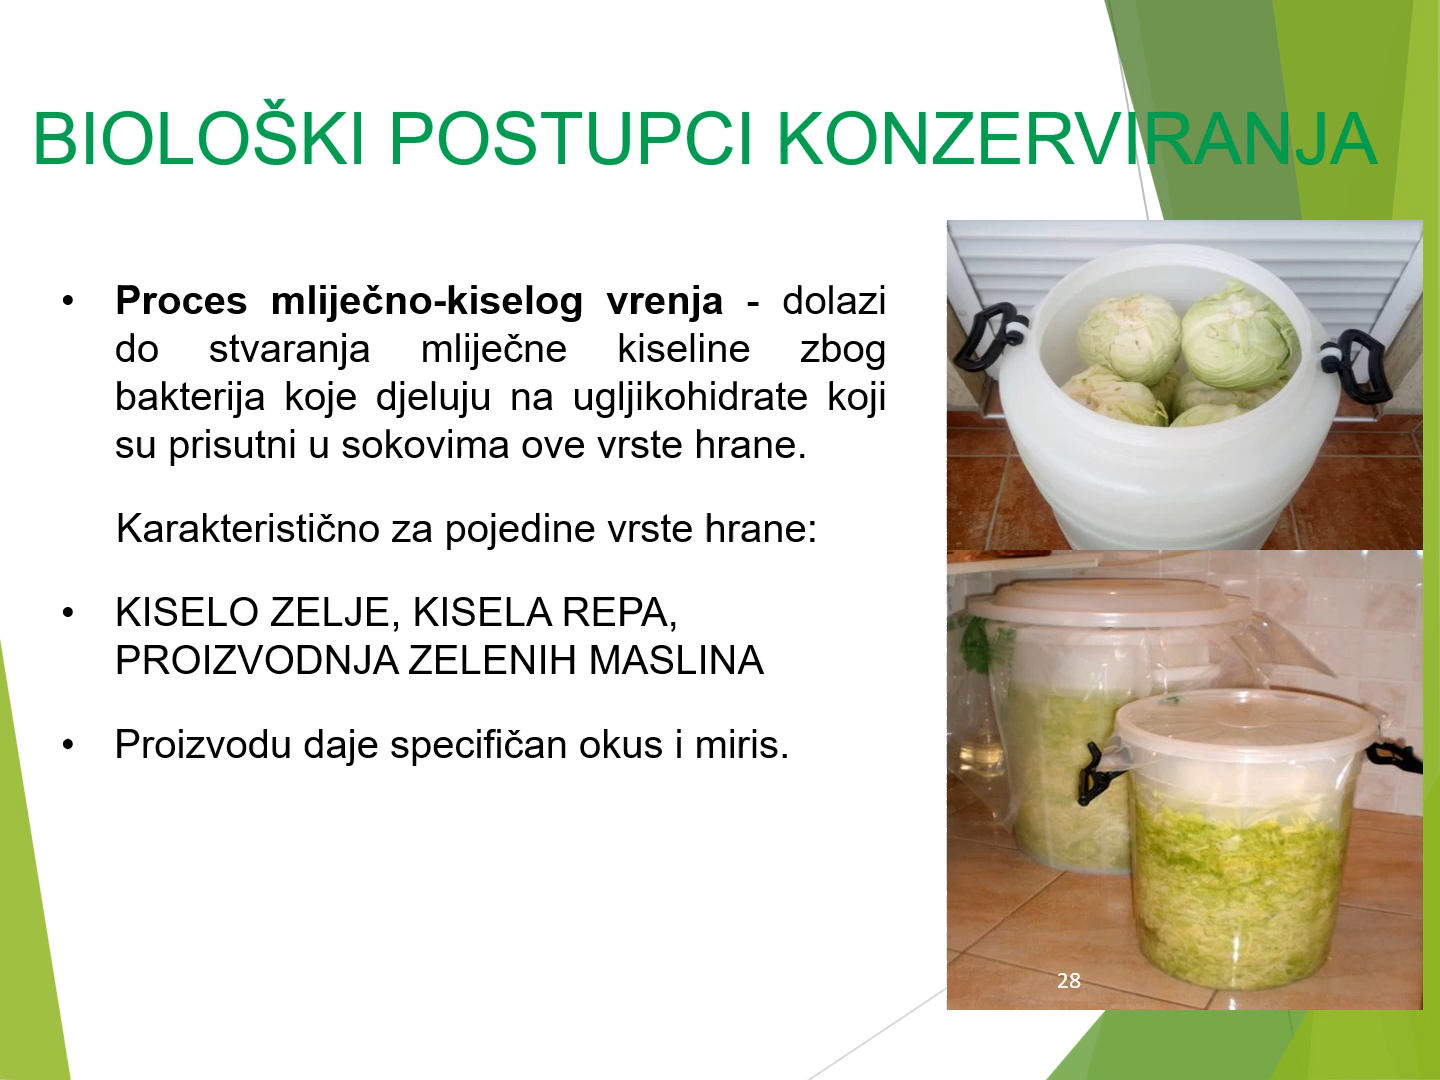 BIOLOŠKI POSTUPCI KONZERVIRANJA
• Proces mliječno-kiselog vrenja - dolazi
do stvaranja mliječne kiseline zbog
bakterija koje djeluju na ugljikohidrate koji
su prisutni u sokovima ove vrste hrane.
Karakteristično za pojedine vrste hrane:
• KISELO ZELJE, KISELA REPA,
PROIZVODNJA ZELENIH MASLINA
• Proizvodu daje specifičan okus i miris.
28